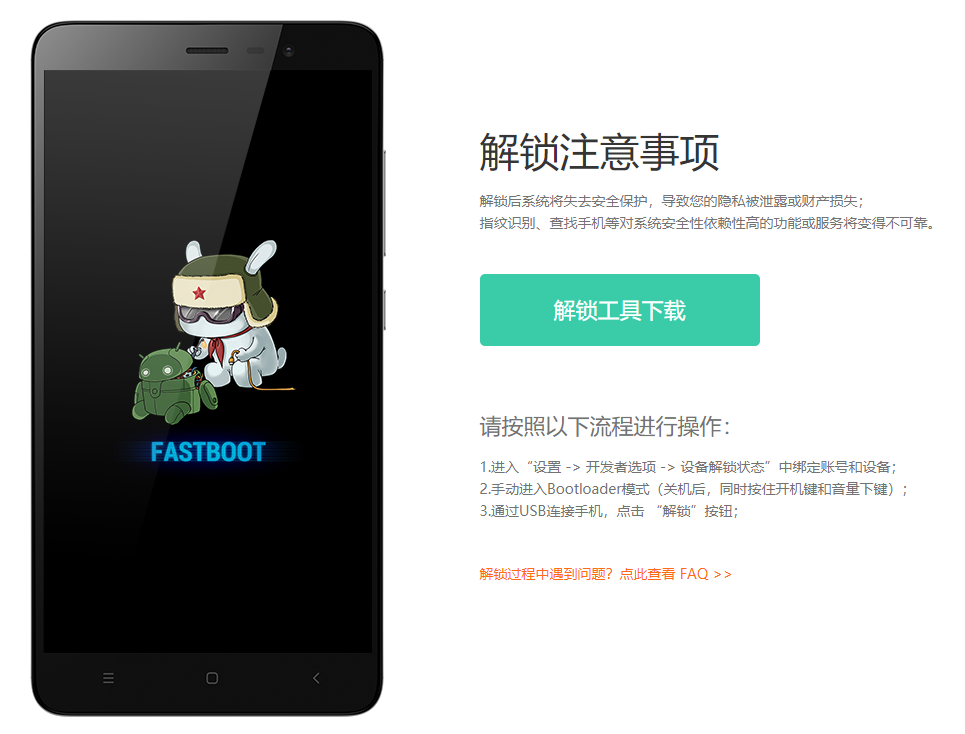 FASTBOOT
解锁注意事项
解锁后系统将失去安全保护，导致您的隐私被泄露或财产损失；
指纹识别、查找手机等对系统安全性依赖性高的功能或服务将变得不可靠。
解锁工具下载
请按照以下流程进行操作：
1.进入“设置 -> 开发者选项 -> 设备解锁状态”中绑定账号和设备；
2.手动进入Bootloader模式（关机后，同时按住开机键和音量下键）；
3.通过USB连接手机，点击 “解锁”按钮；
解锁过程中遇到问题？点此查看 FAQ >>